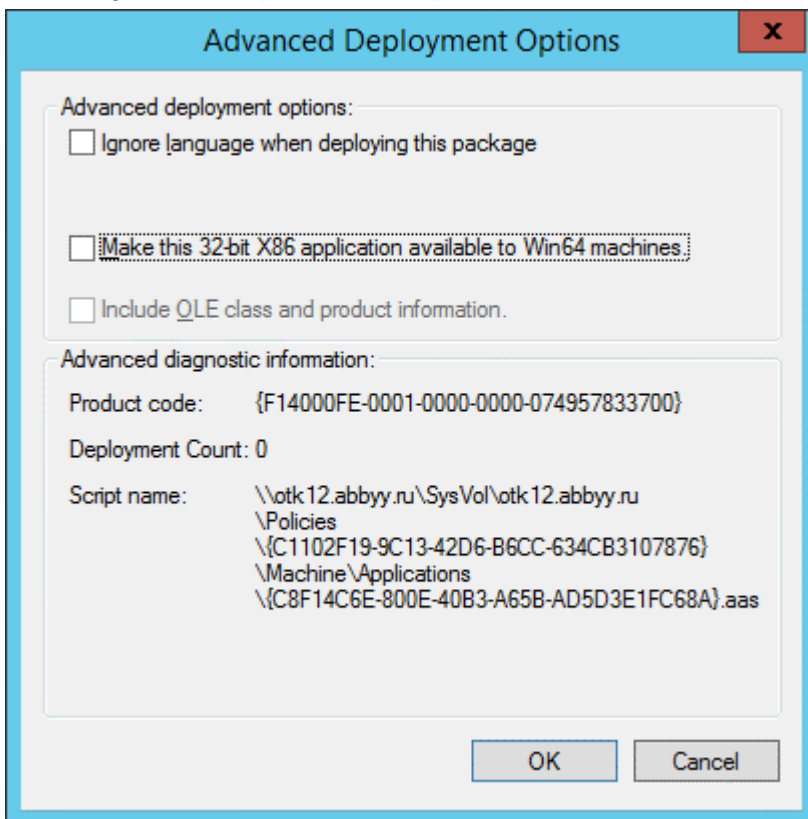 Advanced Deployment Options
x
Advanced deployment options:
Ignore language when deploying this package
Make this 32-bit X86 application available to Win64 machines.
Include OLE class and product information.
Advanced diagnostic information:
Product code: {F14000FE-0001-0000-0000-074957833700}
Deployment Count: 0
Script name: \\otk12.abbyy.ru\SysVol\otk12.abbyy.ru
\Policies
\{C1102F19-9C13-42D6-B6CC-634CB3107876}
\Machine\Applications
\{C8F14C6E-800E-40B3-A65B-AD5D3E1FC68A}.aas
OK Cancel